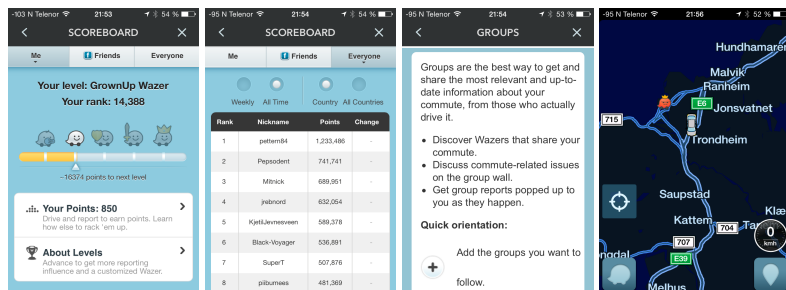 -103 N Telenor 21:53 54 %
SCOREBOARD
Me Friends Everyone
Your level: GrownUp Wazer
Your rank: 14,388
~16374 points to next level
Your Points: 850
Drive and report to earn points. Learn
how else to rack 'em up.
About Levels
Advance to get more reporting
influence and a customized Wazer.
-95 N Telenor 21:54 54 %
SCOREBOARD
Me Friends Everyone
Weekly All Time Country All Countries
Rank Nickname Points Change
1 pettern84 1,233,486 -
2 Pepsodent 741,741 -
3 Mitnick 689,951 -
4 jrebnord 632,054 -
5 KjetilJevnesveen 589,378 -
6 Black-Voyager 536,891 -
7 SuperT 507,876 -
8 piibumees 481,369 -
-95 N Telenor 21:54 53 %
GROUPS
Groups are the best way to get and
share the most relevant and up-to-
date information about your
commute, from those who actually
drive it.
• Discover Wazers that share your
commute.
• Discuss commute-related issues
on the group wall.
• Get group reports popped up to
you as they happen.
Quick orientation:
Add the groups you want to
follow.
-95 N Telenor 21:56 52 %
Hundhamaren
Malvik
Ranheim
E6
Jonsvatnet
715
Trondheim
Saupstad
Klæ
Kattem
704
0
kmh
707
ngdal
E39
Melhus